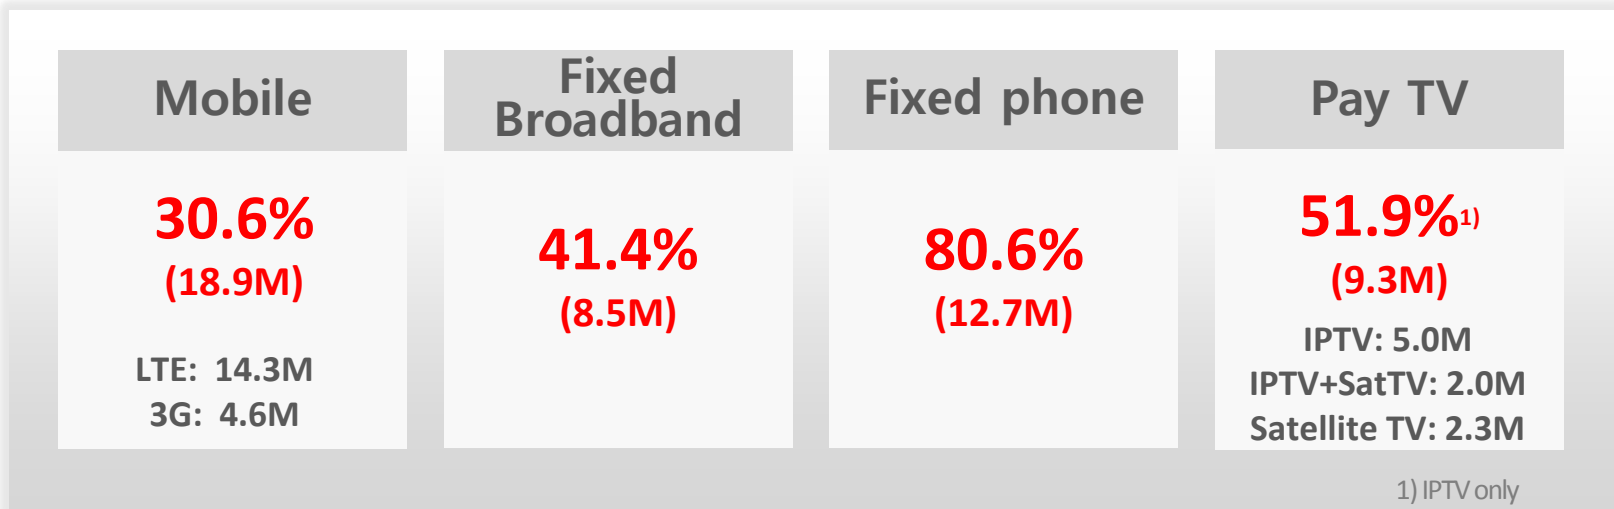 Mobile
30.6%
(18.9M)
LTE: 14.3M
3G: 4.6M
Fixed
Broadband
41.4%
(8.5M)
Fixed phone
80.6%
(12.7M)
Pay TV
51.9%1)
(9.3M)
IPTV: 5.0M
IPTV+SatTV: 2.0M
Satellite TV: 2.3M
1) IPTV only